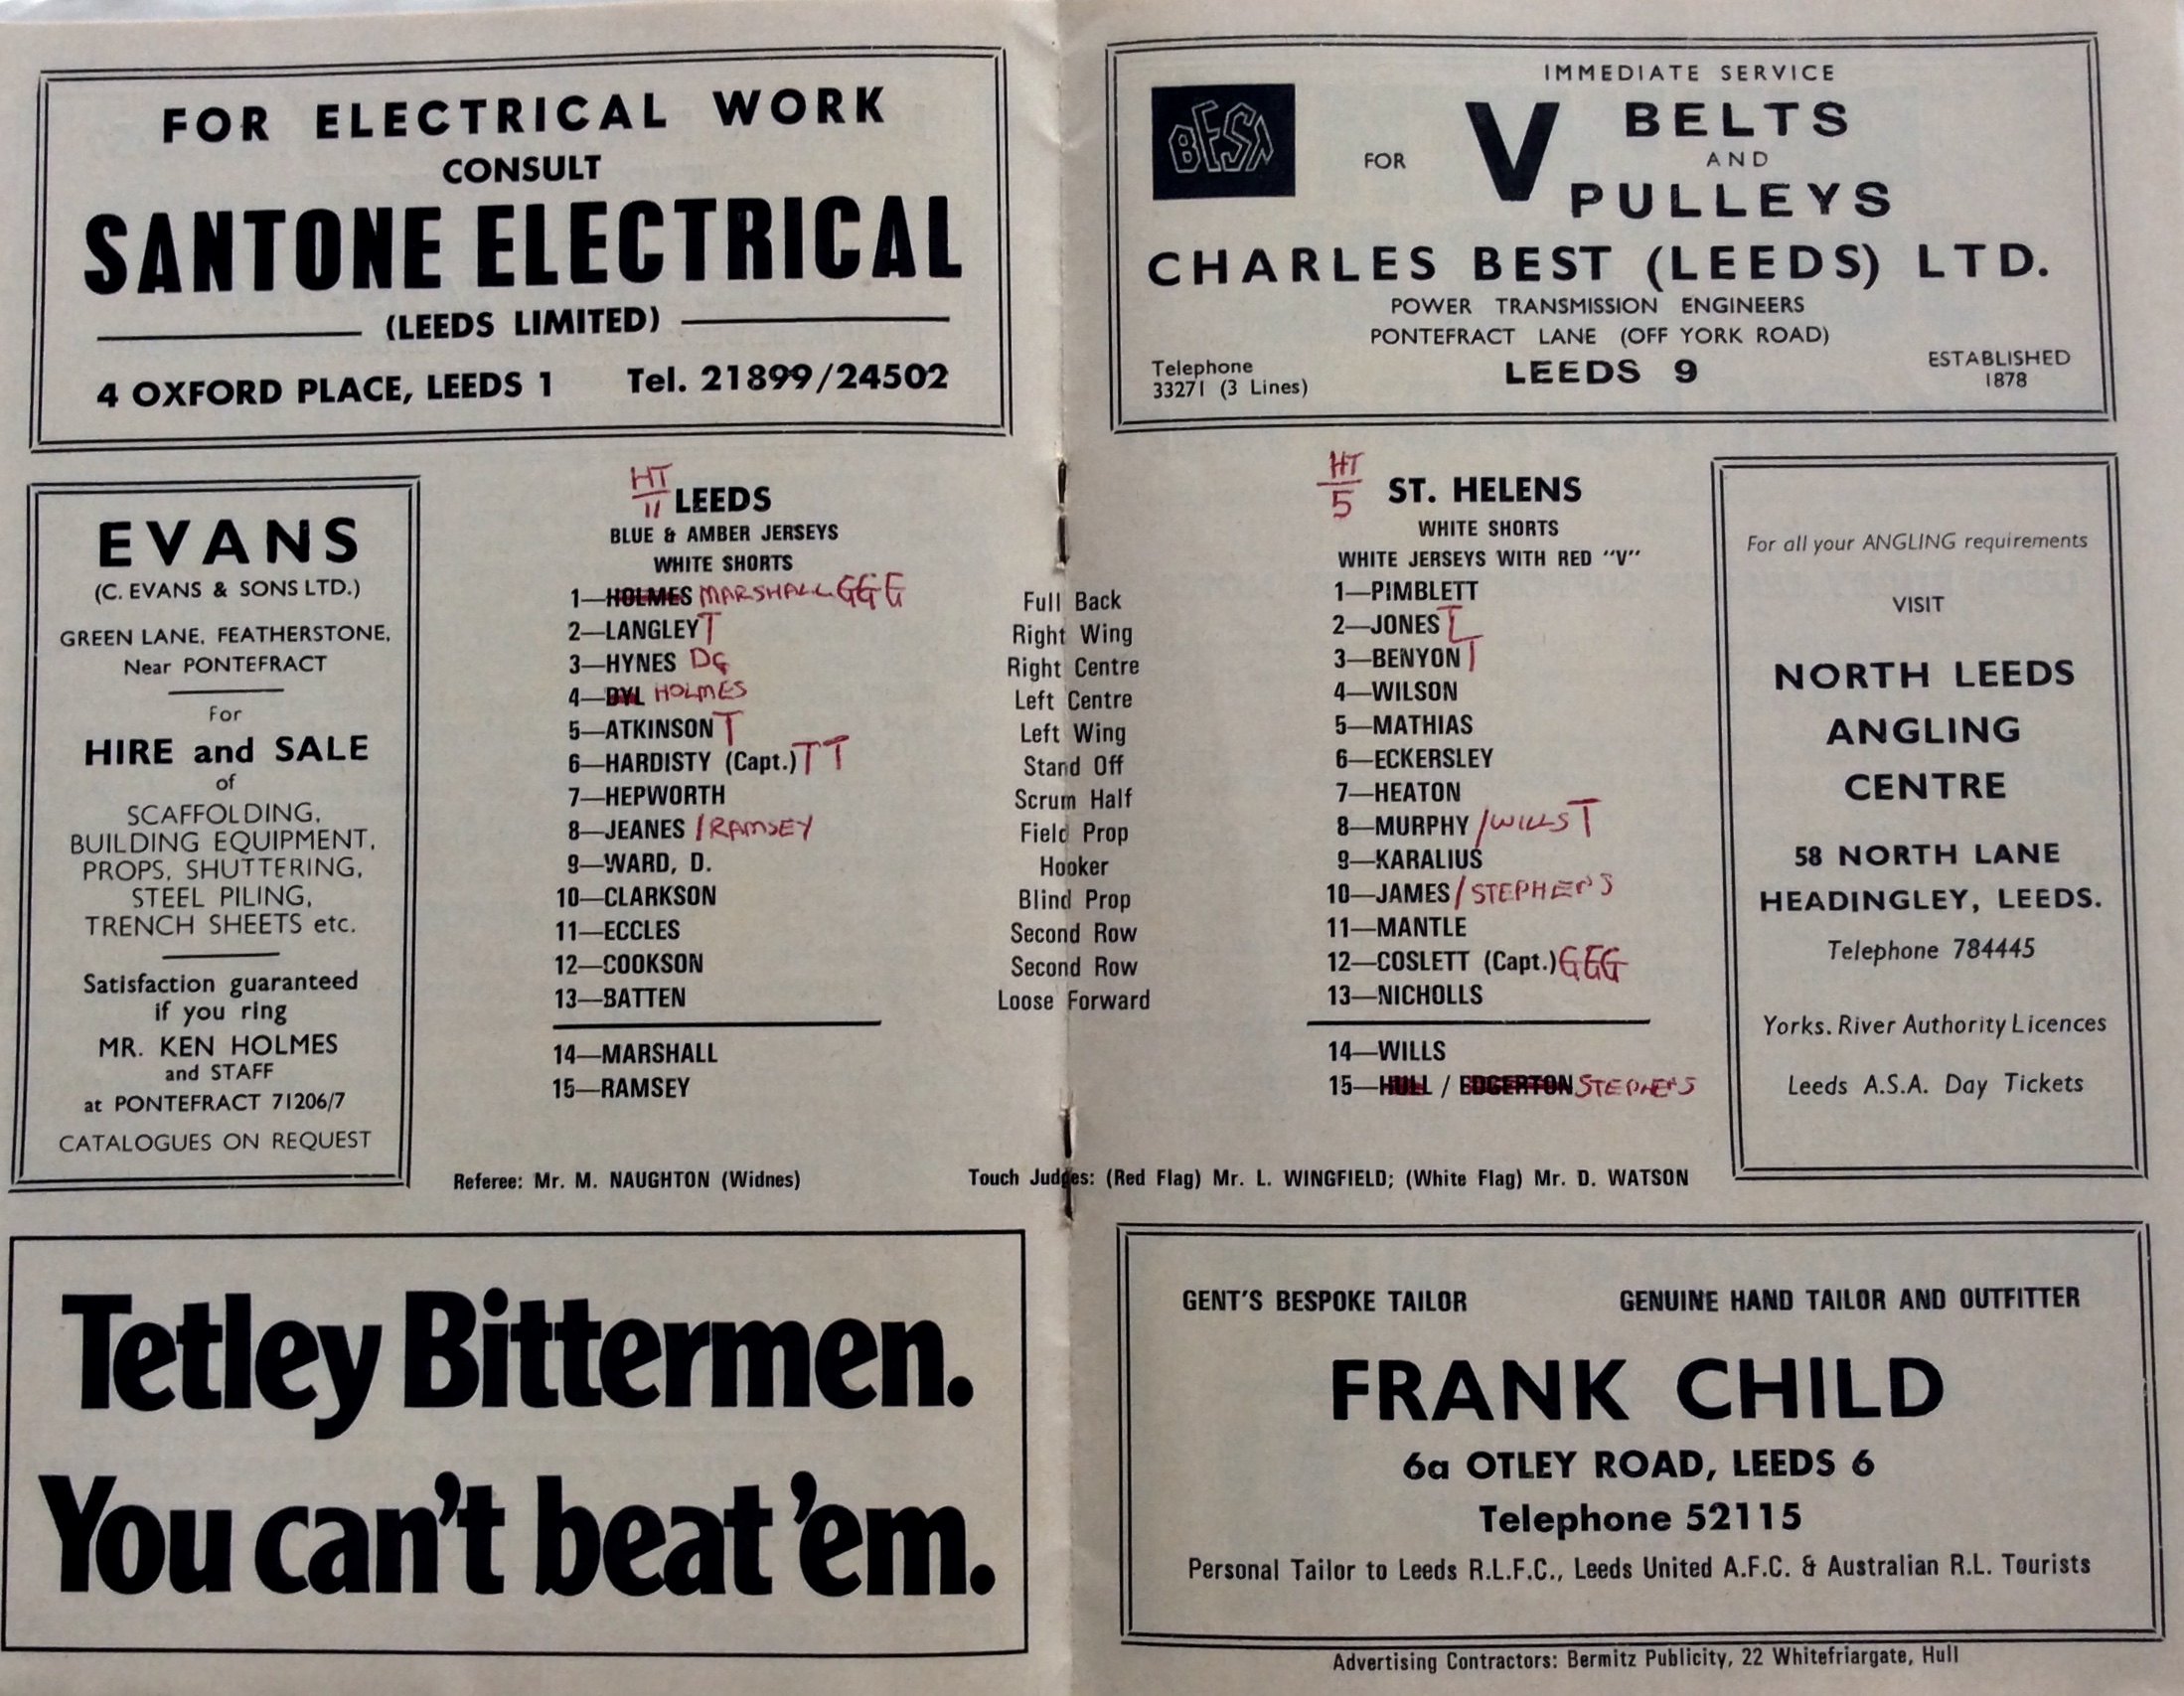 FOR ELECTRICAL WORK
CONSULT
SANTONE ELECTRICAL
(LEEDS LIMITED)
4 OXFORD PLACE, LEEDS 1 Tel. 21899/24502
BESA
IMMEDIATE SERVICE
FOR V BELTS
AND
PULLEYS
CHARLES BEST (LEEDS) LTD.
POWER TRANSMISSION ENGINEERS
PONTEFRACT LANE (OFF YORK ROAD)
Telephone
33271 (3 Lines)
LEEDS 9
ESTABLISHED
1878
EVANS
(C. EVANS & SONS LTD.)
GREEN LANE, FEATHERSTONE,
Near PONTEFRACT
For
HIRE and SALE
of
SCAFFOLDING,
BUILDING EQUIPMENT,
PROPS, SHUTTERING,
STEEL PILING,
TRENCH SHEETS etc.
Satisfaction guaranteed
if you ring
MR. KEN HOLMES
and STAFF
at PONTEFRACT 71206/7
CATALOGUES ON REQUEST
HT
11 LEEDS
BLUE & AMBER JERSEYS
WHITE SHORTS
1—HOLMES MARSHALL GGG
2—LANGLEY T
3—HYNES DG
4—DYL HOLMES
5—ATKINSON T
6—HARDISTY (Capt.) TT
7—HEPWORTH
8—JEANES / RAMSEY
9—WARD, D.
10—CLARKSON
11—ECCLES
12—COOKSON
13—BATTEN
14—MARSHALL
15—RAMSEY
Full Back
Right Wing
Right Centre
Left Centre
Left Wing
Stand Off
Scrum Half
Field Prop
Hooker
Blind Prop
Second Row
Second Row
Loose Forward
HT
5 ST. HELENS
WHITE SHORTS
WHITE JERSEYS WITH RED "V"
1—PIMBLETT
2—JONES T
3—BENYON T
4—WILSON
5—MATHIAS
6—ECKERSLEY
7—HEATON
8—MURPHY / WILLS T
9—KARALIUS
10—JAMES / STEPHENS
11—MANTLE
12—COSLETT (Capt.) GGG
13—NICHOLLS
14—WILLS
15—HULL / EDGERTON STEPHENS
For all your ANGLING requirements
VISIT
NORTH LEEDS
ANGLING
CENTRE
58 NORTH LANE
HEADINGLEY, LEEDS.
Telephone 784445
Yorks. River Authority Licences
Leeds A.S.A. Day Tickets
Referee: Mr. M. NAUGHTON (Widnes) Touch Judges: (Red Flag) Mr. L. WINGFIELD; (White Flag) Mr. D. WATSON
Tetley Bittermen.
You can't beat 'em.
GENT'S BESPOKE TAILOR GENUINE HAND TAILOR AND OUTFITTER
FRANK CHILD
6a OTLEY ROAD, LEEDS 6
Telephone 52115
Personal Tailor to Leeds R.L.F.C., Leeds United A.F.C. & Australian R.L. Tourists
Advertising Contractors: Bermitz Publicity, 22 Whitefriargate, Hull